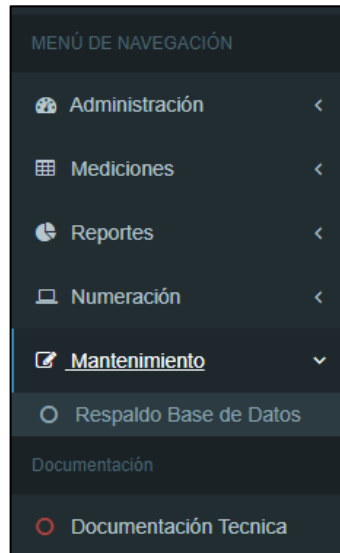 MENÚ DE NAVEGACIÓN
Administración
Mediciones
Reportes
Numeración
Mantenimiento
Respaldo Base de Datos
Documentación
Documentación Tecnica